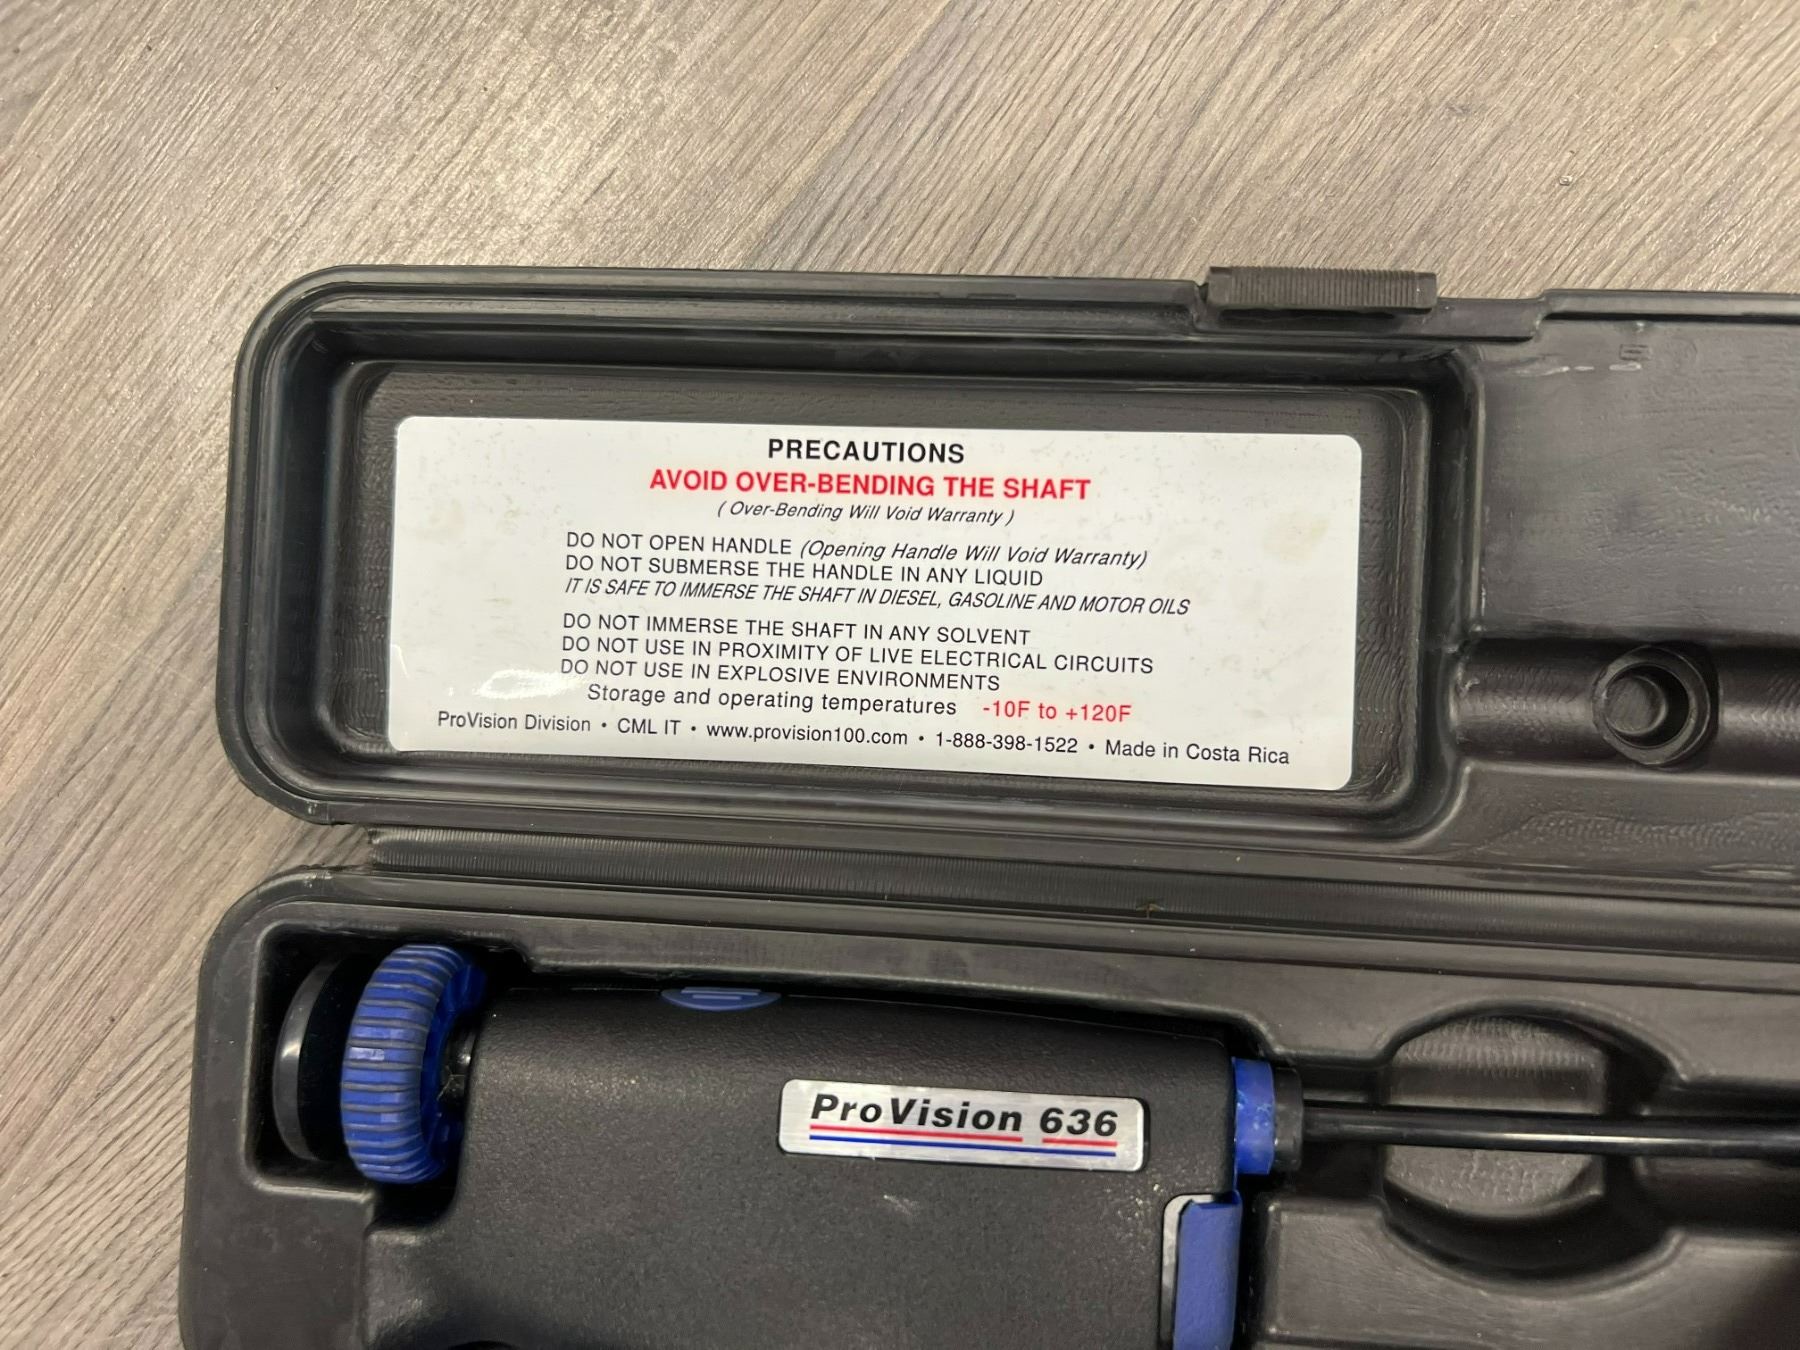 PRECAUTIONS
AVOID OVER-BENDING THE SHAFT
( Over-Bending Will Void Warranty )
DO NOT OPEN HANDLE (Opening Handle Will Void Warranty)
DO NOT SUBMERSE THE HANDLE IN ANY LIQUID
IT IS SAFE TO IMMERSE THE SHAFT IN DIESEL, GASOLINE AND MOTOR OILS
DO NOT IMMERSE THE SHAFT IN ANY SOLVENT
DO NOT USE IN PROXIMITY OF LIVE ELECTRICAL CIRCUITS
DO NOT USE IN EXPLOSIVE ENVIRONMENTS
Storage and operating temperatures -10F to +120F
ProVision Division • CML IT • www.provision100.com • 1-888-398-1522 • Made in Costa Rica
ProVision 636